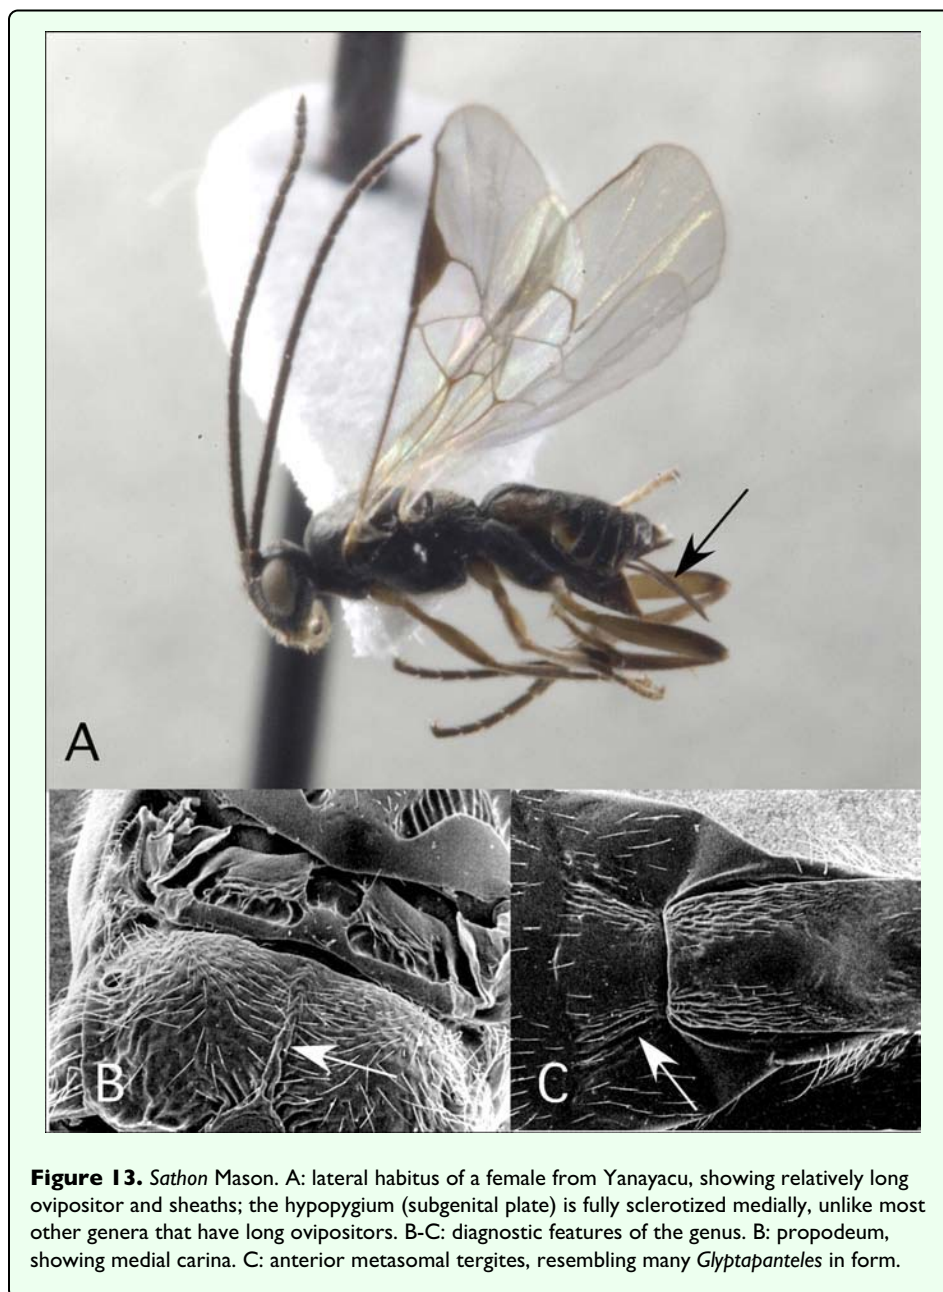 A
B
C
Figure 13. Sathon Mason. A: lateral habitus of a female from Yanayacu, showing relatively long
ovipositor and sheaths; the hypopygium (subgenital plate) is fully sclerotized medially, unlike most
other genera that have long ovipositors. B-C: diagnostic features of the genus. B: propodeum,
showing medial carina. C: anterior metasomal tergites, resembling many Glyptapanteles in form.